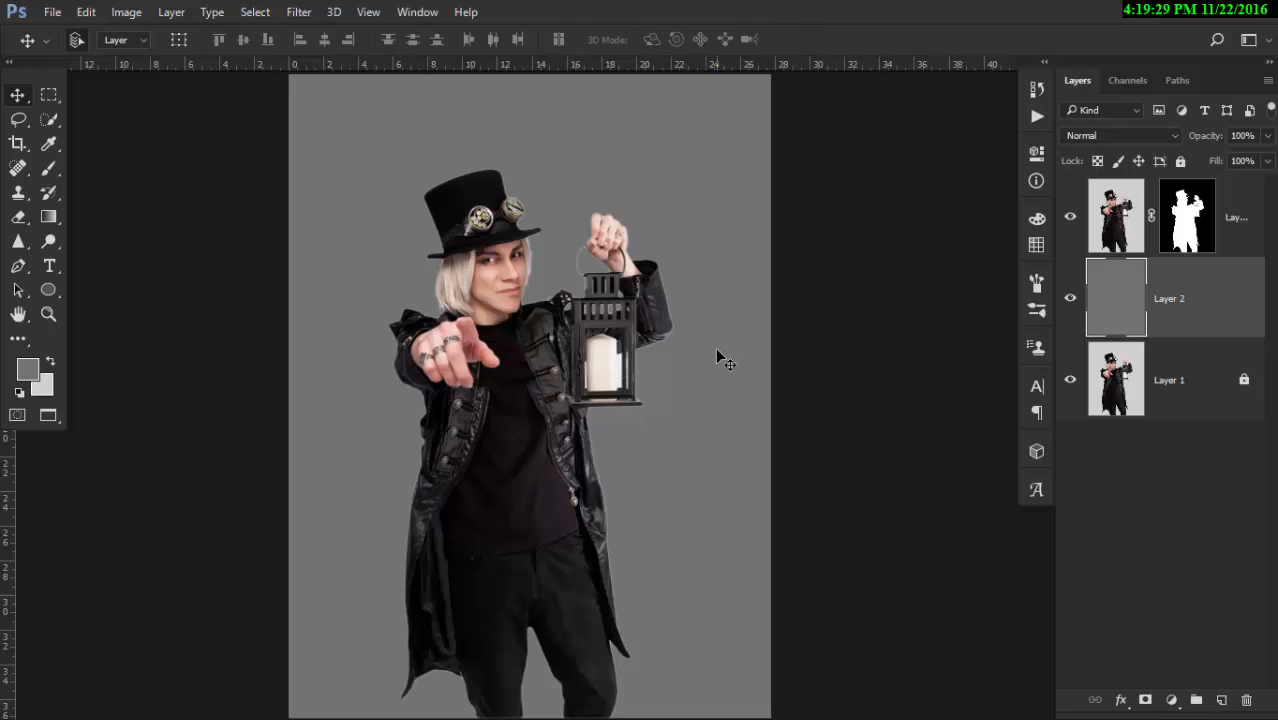 4:19:29 PM 11/22/2016
Ps File Edit Image Layer Type Select Filter 3D View Window Help
Layer 3D Mode:
12 10 8 6 4 2 0 2 4 6 8 10 12 14 16 18 20 22 24 26 28 30 32 34 36 38 40
Layers Channels Paths
Kind
Normal Opacity: 100%
Lock: Fill: 100%
Lay...
Layer 2
Layer 1